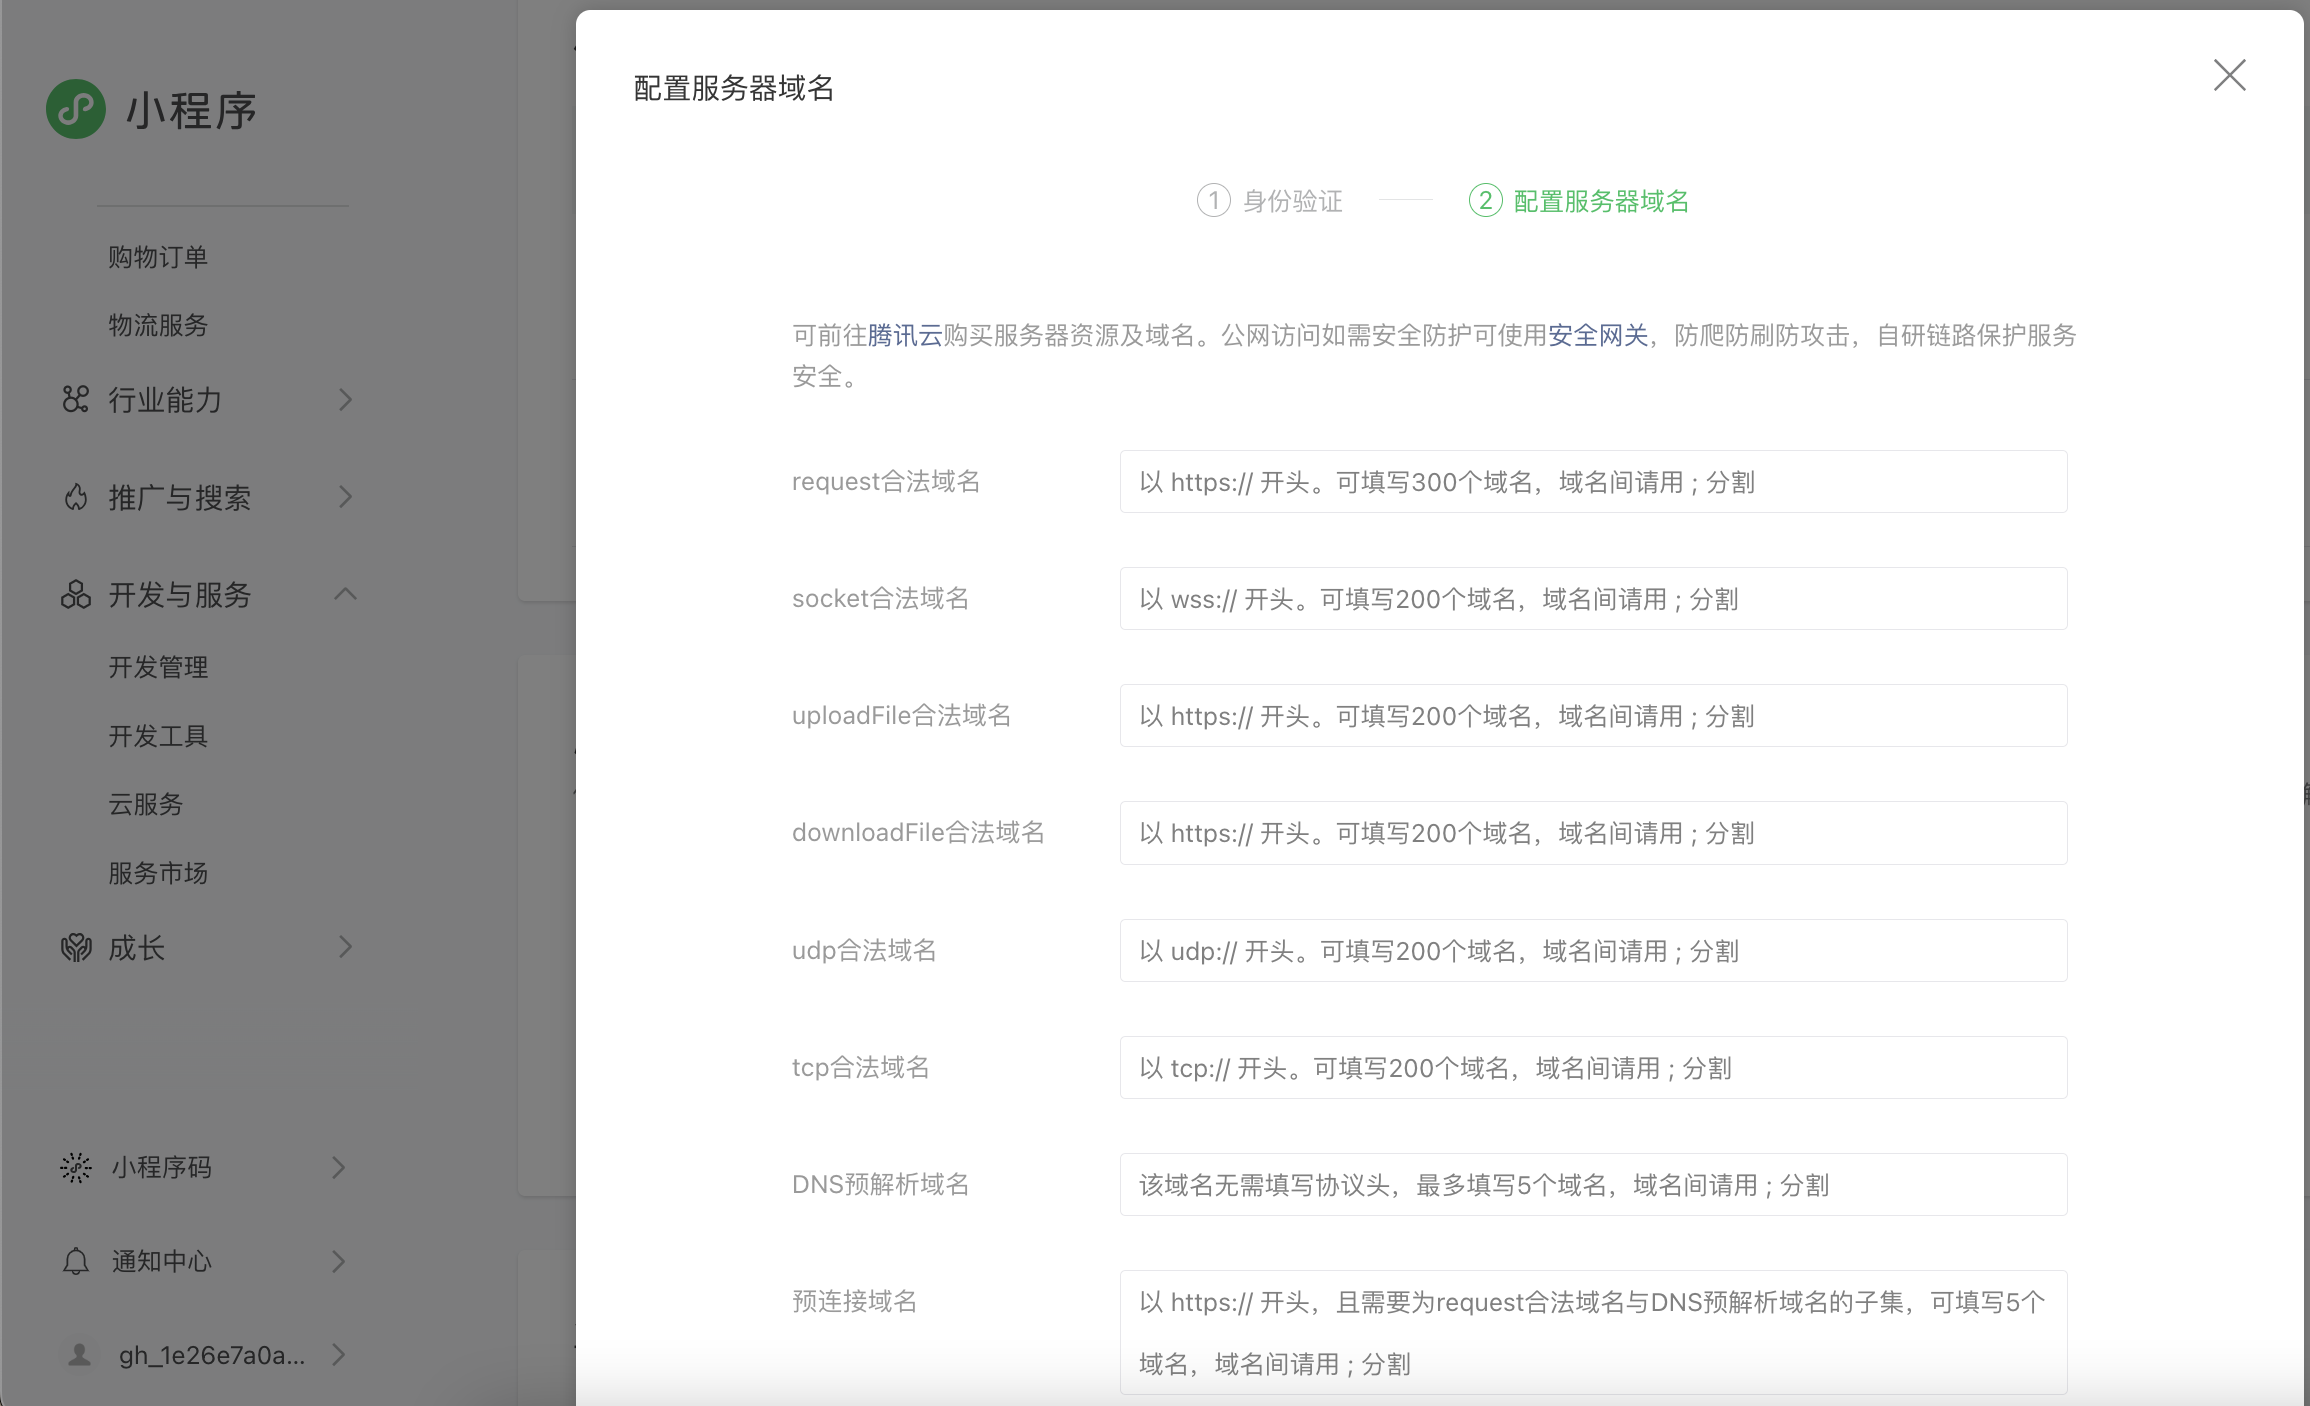 小程序
购物订单
物流服务
行业能力
推广与搜索
开发与服务
开发管理
开发工具
云服务
服务市场
成长
小程序码
通知中心
gh_1e26e7a0a...
配置服务器域名
1 身份验证
2 配置服务器域名
可前往腾讯云购买服务器资源及域名。公网访问如需安全防护可使用安全网关，防爬防刷防攻击，自研链路保护服务
安全。
request合法域名
以 https:// 开头。可填写300个域名，域名间请用 ; 分割
socket合法域名
以 wss:// 开头。可填写200个域名，域名间请用 ; 分割
uploadFile合法域名
以 https:// 开头。可填写200个域名，域名间请用 ; 分割
downloadFile合法域名
以 https:// 开头。可填写200个域名，域名间请用 ; 分割
udp合法域名
以 udp:// 开头。可填写200个域名，域名间请用 ; 分割
tcp合法域名
以 tcp:// 开头。可填写200个域名，域名间请用 ; 分割
DNS预解析域名
该域名无需填写协议头，最多填写5个域名，域名间请用 ; 分割
预连接域名
以 https:// 开头，且需要为request合法域名与DNS预解析域名的子集，可填写5个
域名，域名间请用 ; 分割